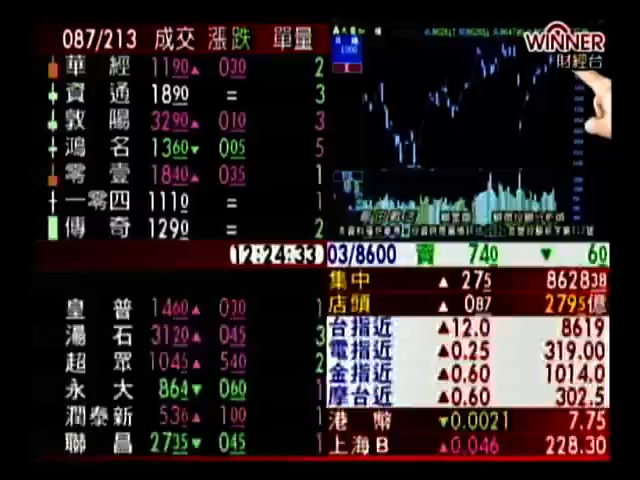 087/213 成交 漲跌 單量
華經 1190▲ 030 2
資通 1890 = 3
敦陽 3290▲ 010 3
鴻名 1360▼ 005 5
零壹 1840▲ 035 1
一零四 1110 = 1
傳奇 1290 = 2
WINNER
財經台
12:24:33
03/8600 賣 740 ▼ 60
皇普 1460▲ 030 1
湯石 3120▲ 045 3
超眾 1045▲ 540 2
永大 864▼ 060 1
潤泰新 536▲ 100 1
聯昌 2735▼ 045 1
集中 ▲ 275 862838
店頭 ▲ 087 2795億
台指近 ▲12.0 8619
電指近 ▲0.25 319.00
金指近 ▲0.60 1014.0
摩台近 ▲0.60 302.5
港幣 ▼0.0021 7.75
上海B ▲0.046 228.30